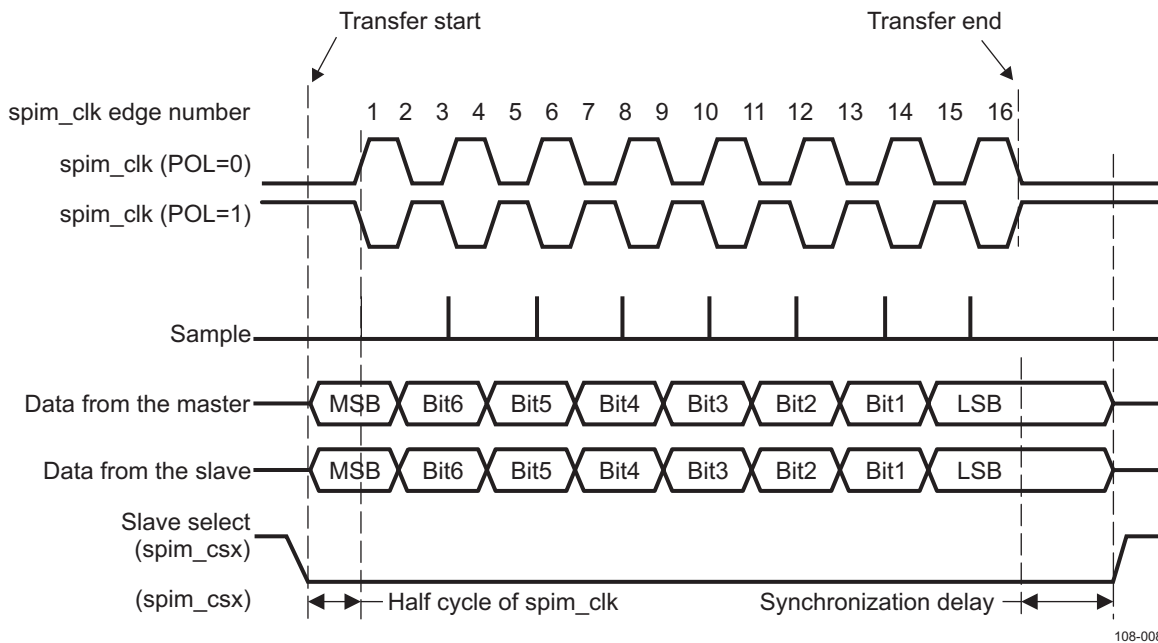 Transfer start
Transfer end
spim_clk edge number 1 2 3 4 5 6 7 8 9 10 11 12 13 14 15 16
spim_clk (POL=0)
spim_clk (POL=1)
Sample
Data from the master MSB Bit6 Bit5 Bit4 Bit3 Bit2 Bit1 LSB
Data from the slave MSB Bit6 Bit5 Bit4 Bit3 Bit2 Bit1 LSB
Slave select
(spim_csx)
(spim_csx) Half cycle of spim_clk Synchronization delay
108-008